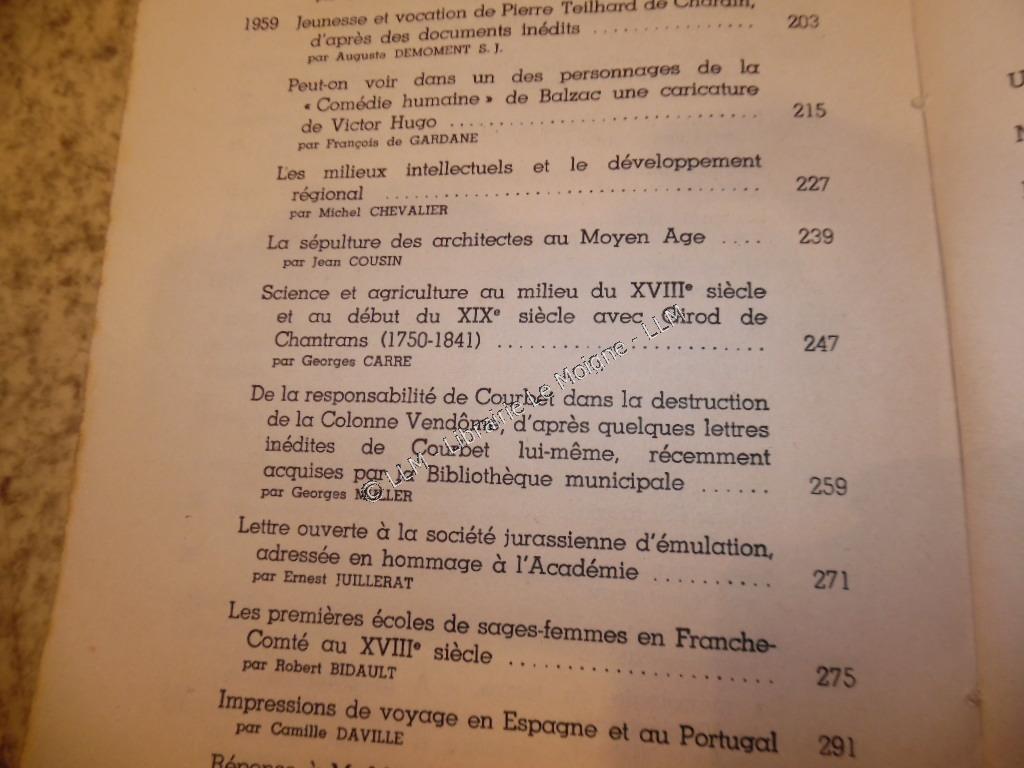 1959 Jeunesse et vocation de Pierre Teilhard de Chardin,
d'après des documents inédits ................ 203
par Auguste DEMOMENT S. J.
Peut-on voir dans un des personnages de la
« Comédie humaine » de Balzac une caricature
de Victor Hugo .............................. 215
par François de GARDANE
Les milieux intellectuels et le développement
régional ................................... 227
par Michel CHEVALIER
La sépulture des architectes au Moyen Age .... 239
par Jean COUSIN
Science et agriculture au milieu du XVIIIe siècle
et au début du XIXe siècle avec Girod de
Chantrans (1750-1841) ........................ 247
par Georges CARRE
De la responsabilité de Courbet dans la destruction
de la Colonne Vendôme, d'après quelques lettres
inédites de Courbet lui-même, récemment
acquises par la Bibliothèque municipale ...... 259
par Georges
Lettre ouverte à la société jurassienne d'émulation,
adressée en hommage à l'Académie .......... 271
par Ernest JUILLERAT
Les premières écoles de sages-femmes en Franche-
Comté au XVIIIe siècle ........................ 275
par Robert BIDAULT
Impressions de voyage en Espagne et au Portugal 291
par Camille DAVILLE
Réponse à
© LLM - Librairie Le Moigne - LLM